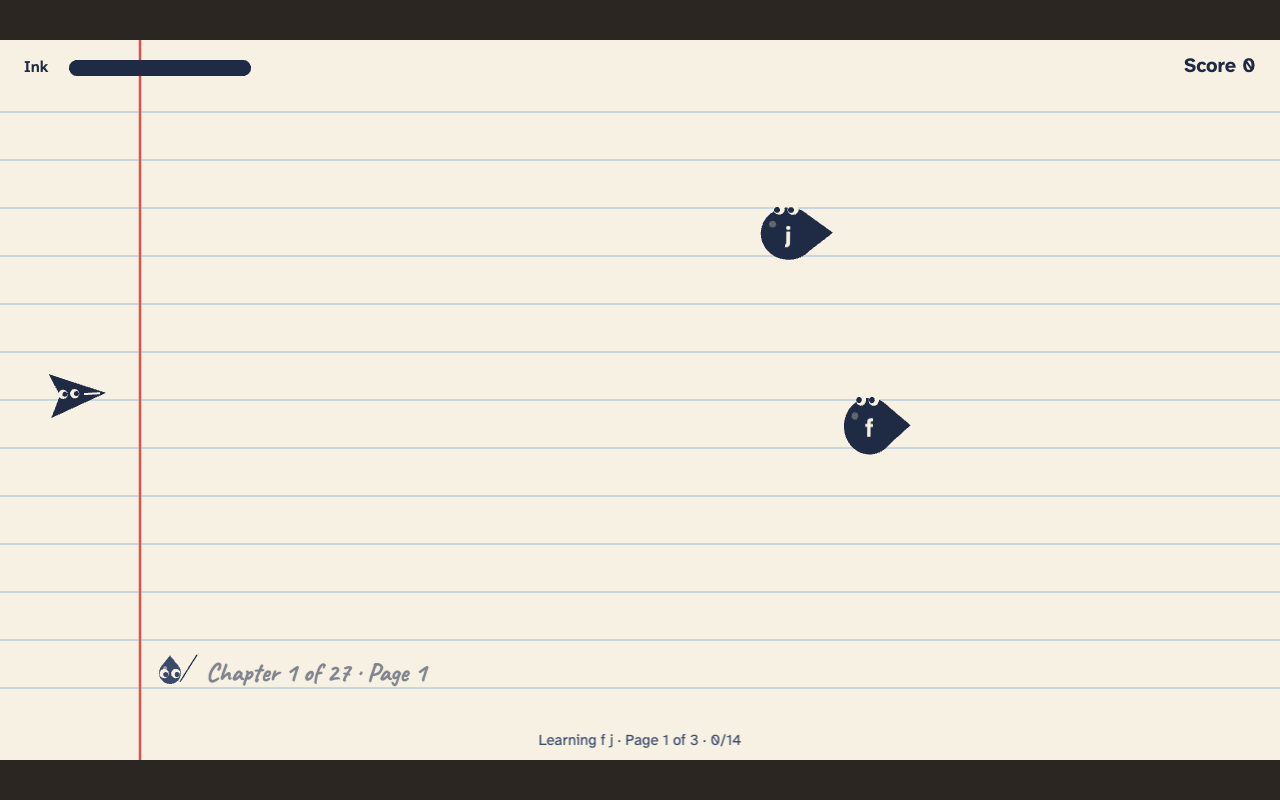 Ink
Score 0
j
f
Chapter 1 of 27 · Page 1
Learning f j · Page 1 of 3 · 0/14